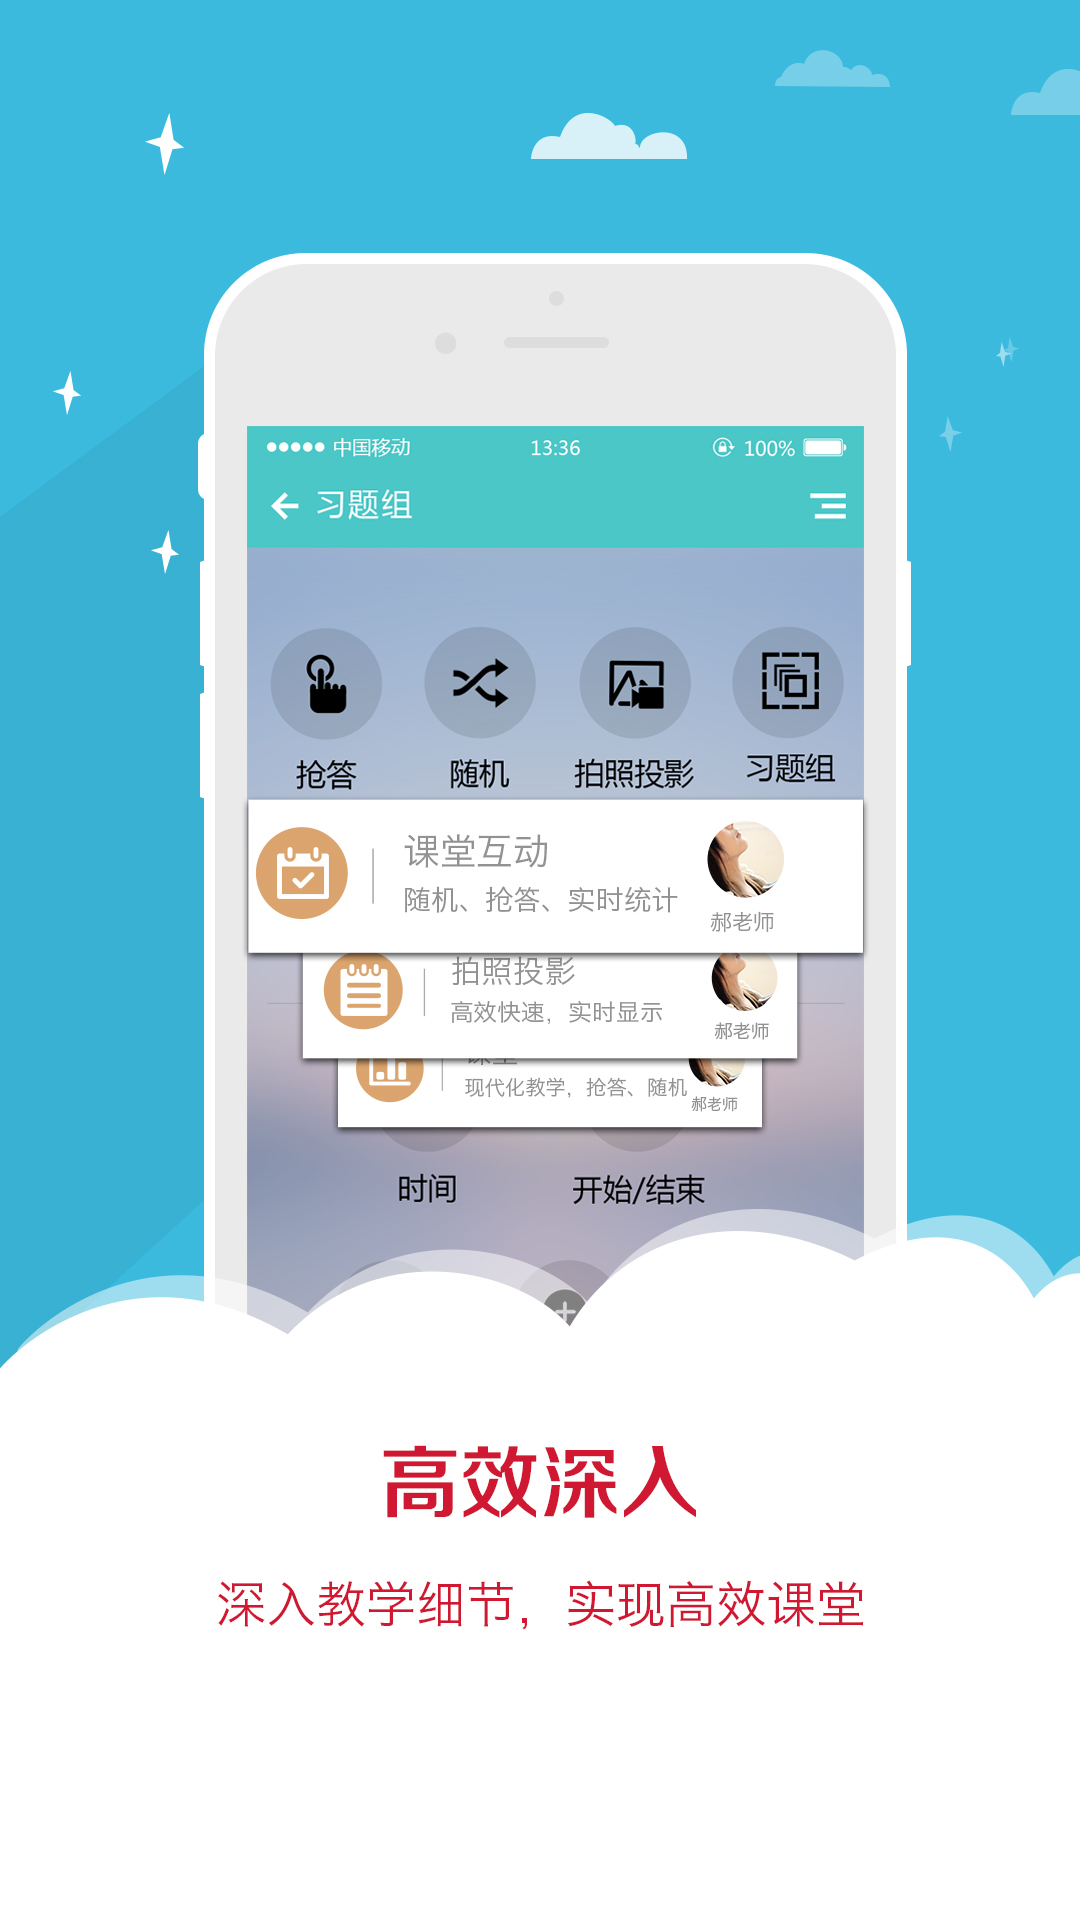 中国移动 13:36 100%
习题组
抢答 随机 拍照投影 习题组
课堂互动
随机、抢答、实时统计
郝老师
拍照投影
高效快速，实时显示
郝老师
现代化教学，抢答、随机
郝老师
时间 开始/结束
高效深入
深入教学细节，实现高效课堂